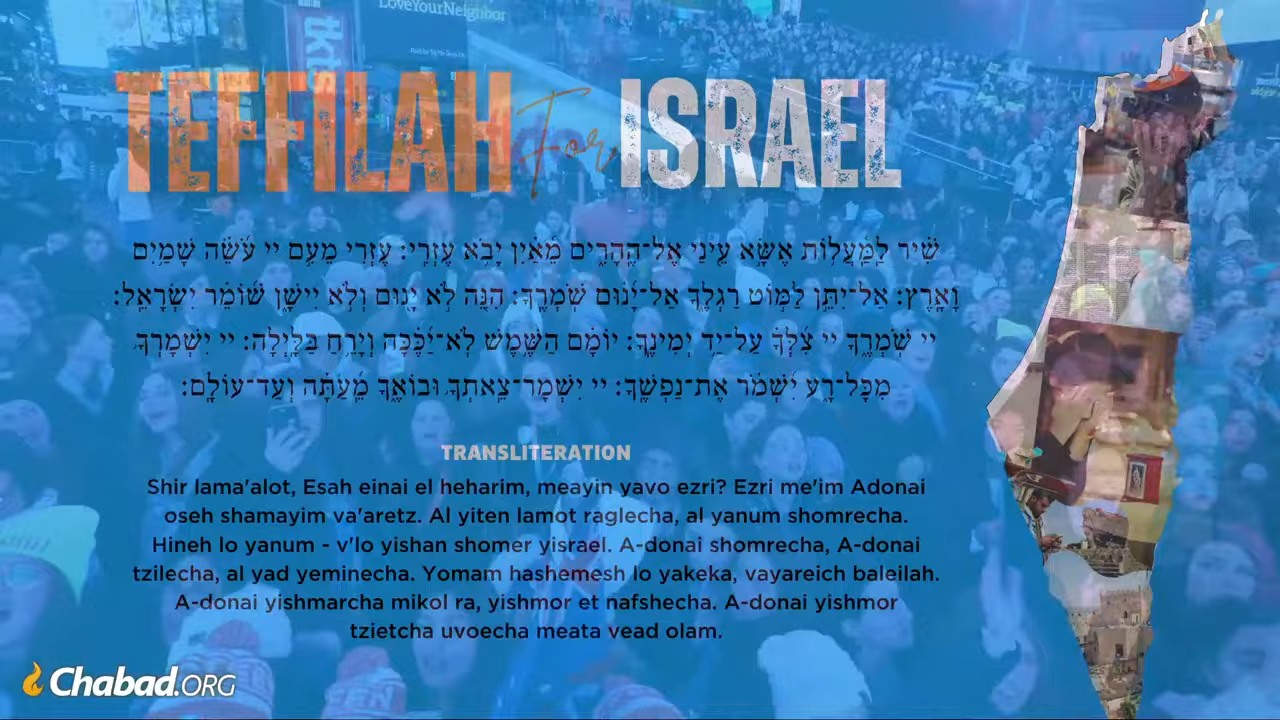 LoveYourNeighbor
TEFFILAH For ISRAEL
שִׁיר לַמַּעֲלוֹת אֶשָּׂא עֵינַי אֶל־הֶהָרִים מֵאַיִן יָבֹא עֶזְרִי: עֶזְרִי מֵעִם יי עֹשֵׂה שָׁמַיִם
וָאָרֶץ: אַל־יִתֵּן לַמּוֹט רַגְלֶךָ אַל־יָנוּם שֹׁמְרֶךָ: הִנֵּה לֹא יָנוּם וְלֹא יִישָׁן שׁוֹמֵר יִשְׂרָאֵל:
יי שֹׁמְרֶךָ יי צִלְּךָ עַל־יַד יְמִינֶךָ: יוֹמָם הַשֶּׁמֶשׁ לֹא־יַכֶּכָּה וְיָרֵחַ בַּלָּיְלָה: יי יִשְׁמָרְךָ
מִכָּל־רָע יִשְׁמֹר אֶת־נַפְשֶׁךָ: יי יִשְׁמָר־צֵאתְךָ וּבוֹאֶךָ מֵעַתָּה וְעַד־עוֹלָם:
TRANSLITERATION
Shir lama'alot, Esah einai el heharim, meayin yavo ezri? Ezri me'im Adonai
oseh shamayim va'aretz. Al yiten lamot raglecha, al yanum shomrecha.
Hineh lo yanum - v'lo yishan shomer yisrael. A-donai shomrecha, A-donai
tzilecha, al yad yeminecha. Yomam hashemesh lo yakeka, vayareich baleilah.
A-donai yishmarcha mikol ra, yishmor et nafshecha. A-donai yishmor
tzietcha uvoecha meata vead olam.
Chabad.ORG